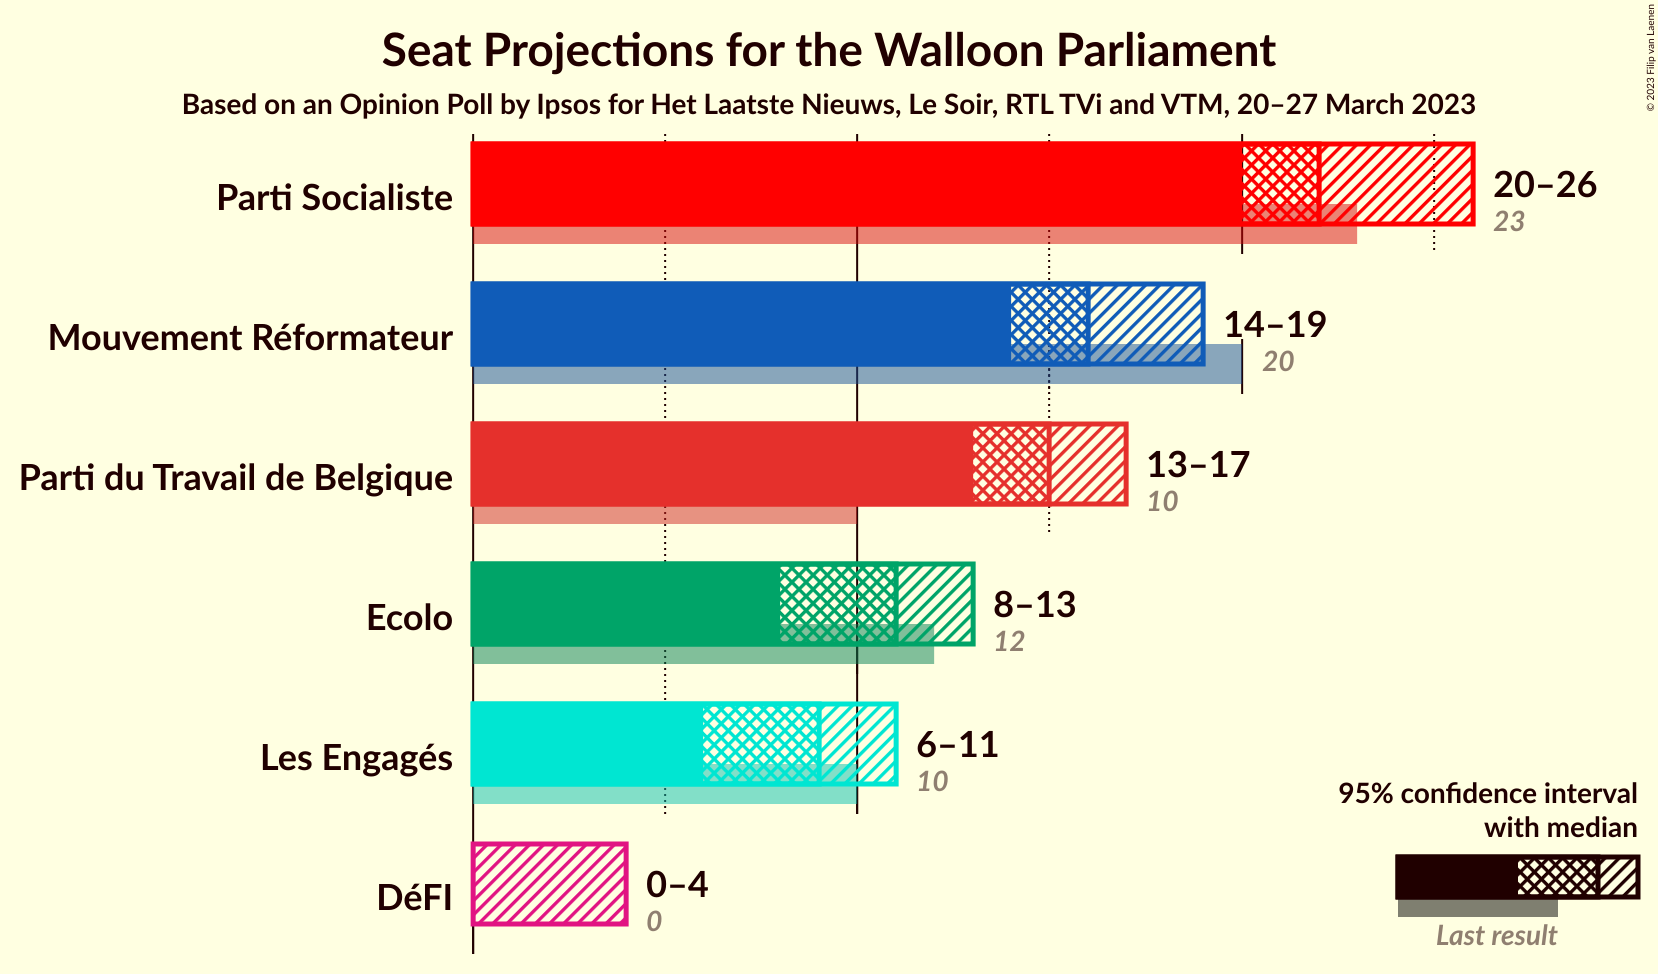 Seat Projections for the Walloon Parliament
Based on an Opinion Poll by Ipsos for Het Laatste Nieuws, Le Soir, RTL TVi and VTM, 20–27 March 2023
© 2023 Filip van Laenen
Parti Socialiste
20–26
23
Mouvement Réformateur
14–19
20
Parti du Travail de Belgique
13–17
10
Ecolo
8–13
12
Les Engagés
6–11
10
DéFI
0–4
0
95% confidence interval
with median
Last result